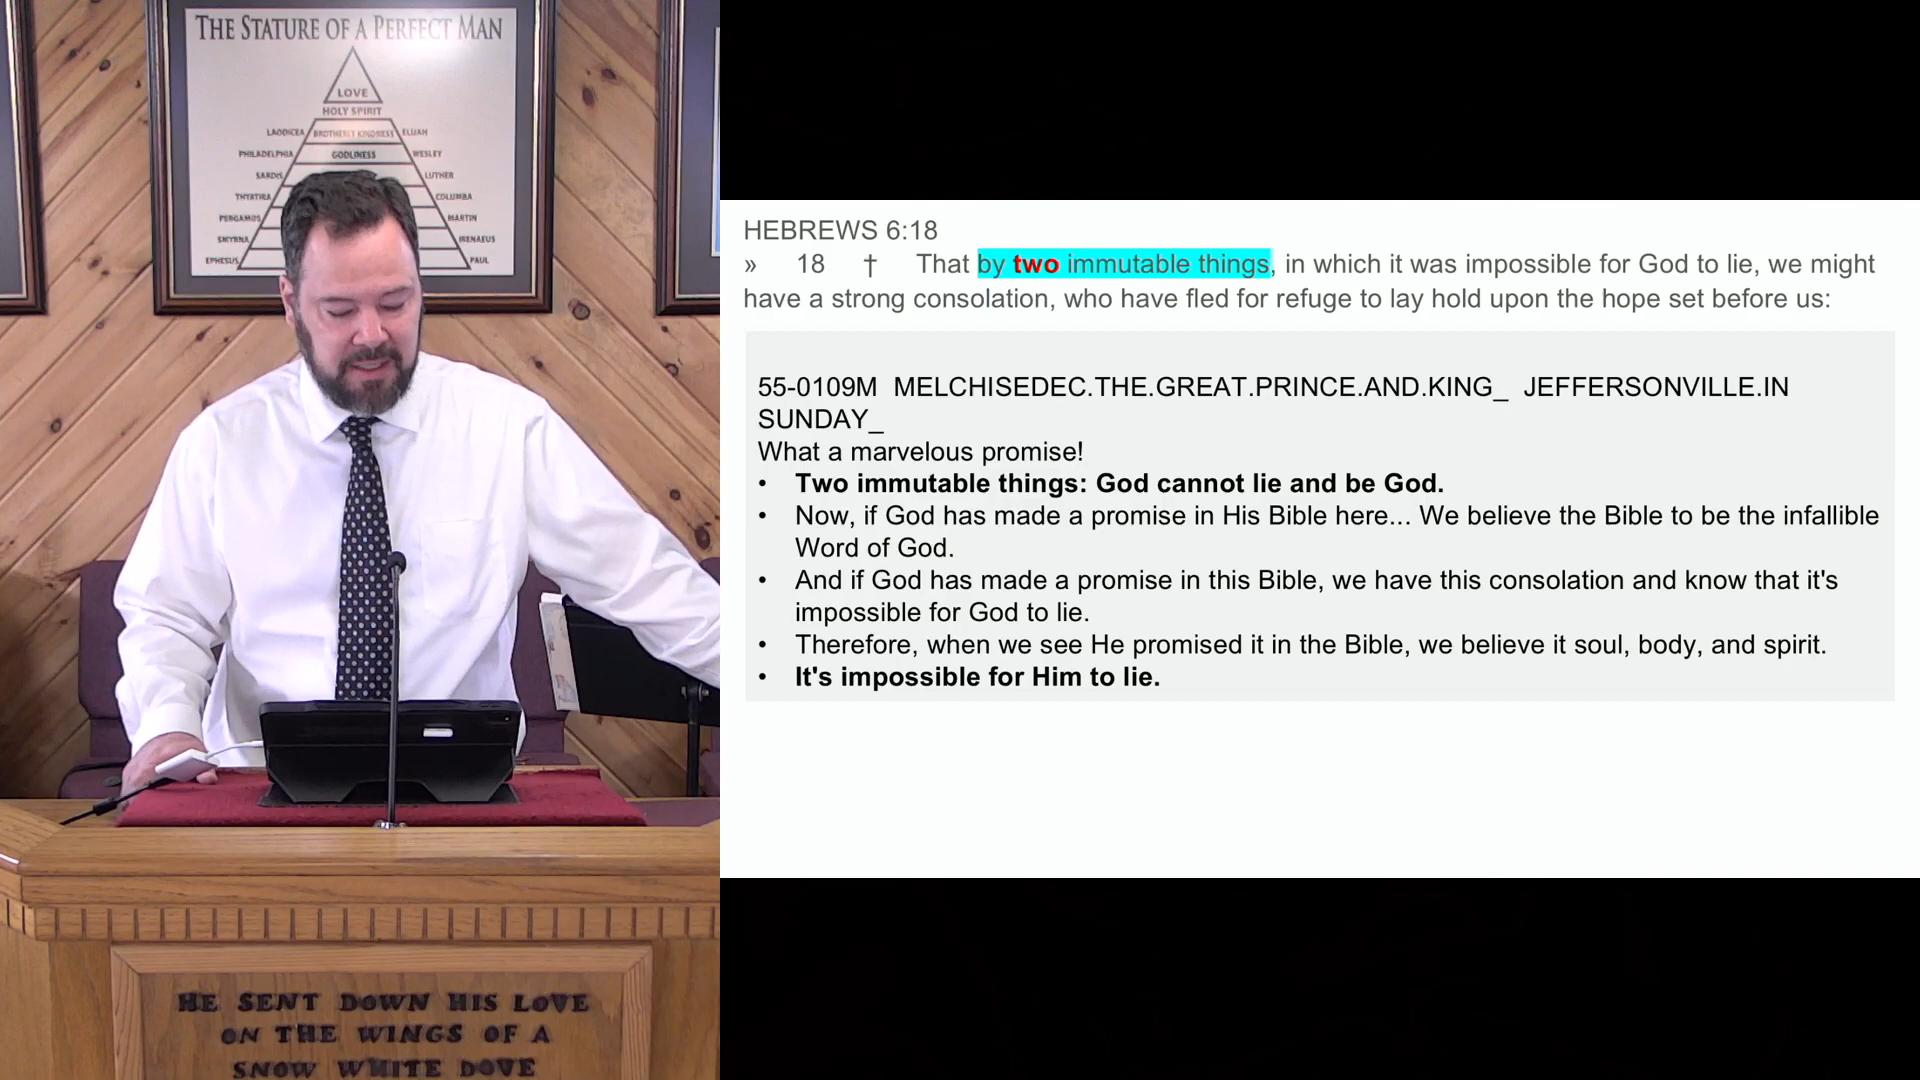 THE STATURE OF A PERFECT MAN
LOVE
HOLY SPIRIT
LAODICEA BROTHERLY KINDNESS ELIJAH
PHILADELPHIA GODLINESS WESLEY
SARDIS LUTHER
THYRTIRA COLUMBA
PERGAMOS MARTIN
SMYRNA IRENAEUS
EPHESUS PAUL
HE SENT DOWN HIS LOVE
ON THE WINGS OF A
SNOW WHITE DOVE
HEBREWS 6:18
» 18 † That by two immutable things, in which it was impossible for God to lie, we might
have a strong consolation, who have fled for refuge to lay hold upon the hope set before us:
55-0109M MELCHISEDEC.THE.GREAT.PRINCE.AND.KING_ JEFFERSONVILLE.IN
SUNDAY_
What a marvelous promise!
• Two immutable things: God cannot lie and be God.
• Now, if God has made a promise in His Bible here... We believe the Bible to be the infallible
Word of God.
• And if God has made a promise in this Bible, we have this consolation and know that it's
impossible for God to lie.
• Therefore, when we see He promised it in the Bible, we believe it soul, body, and spirit.
• It's impossible for Him to lie.